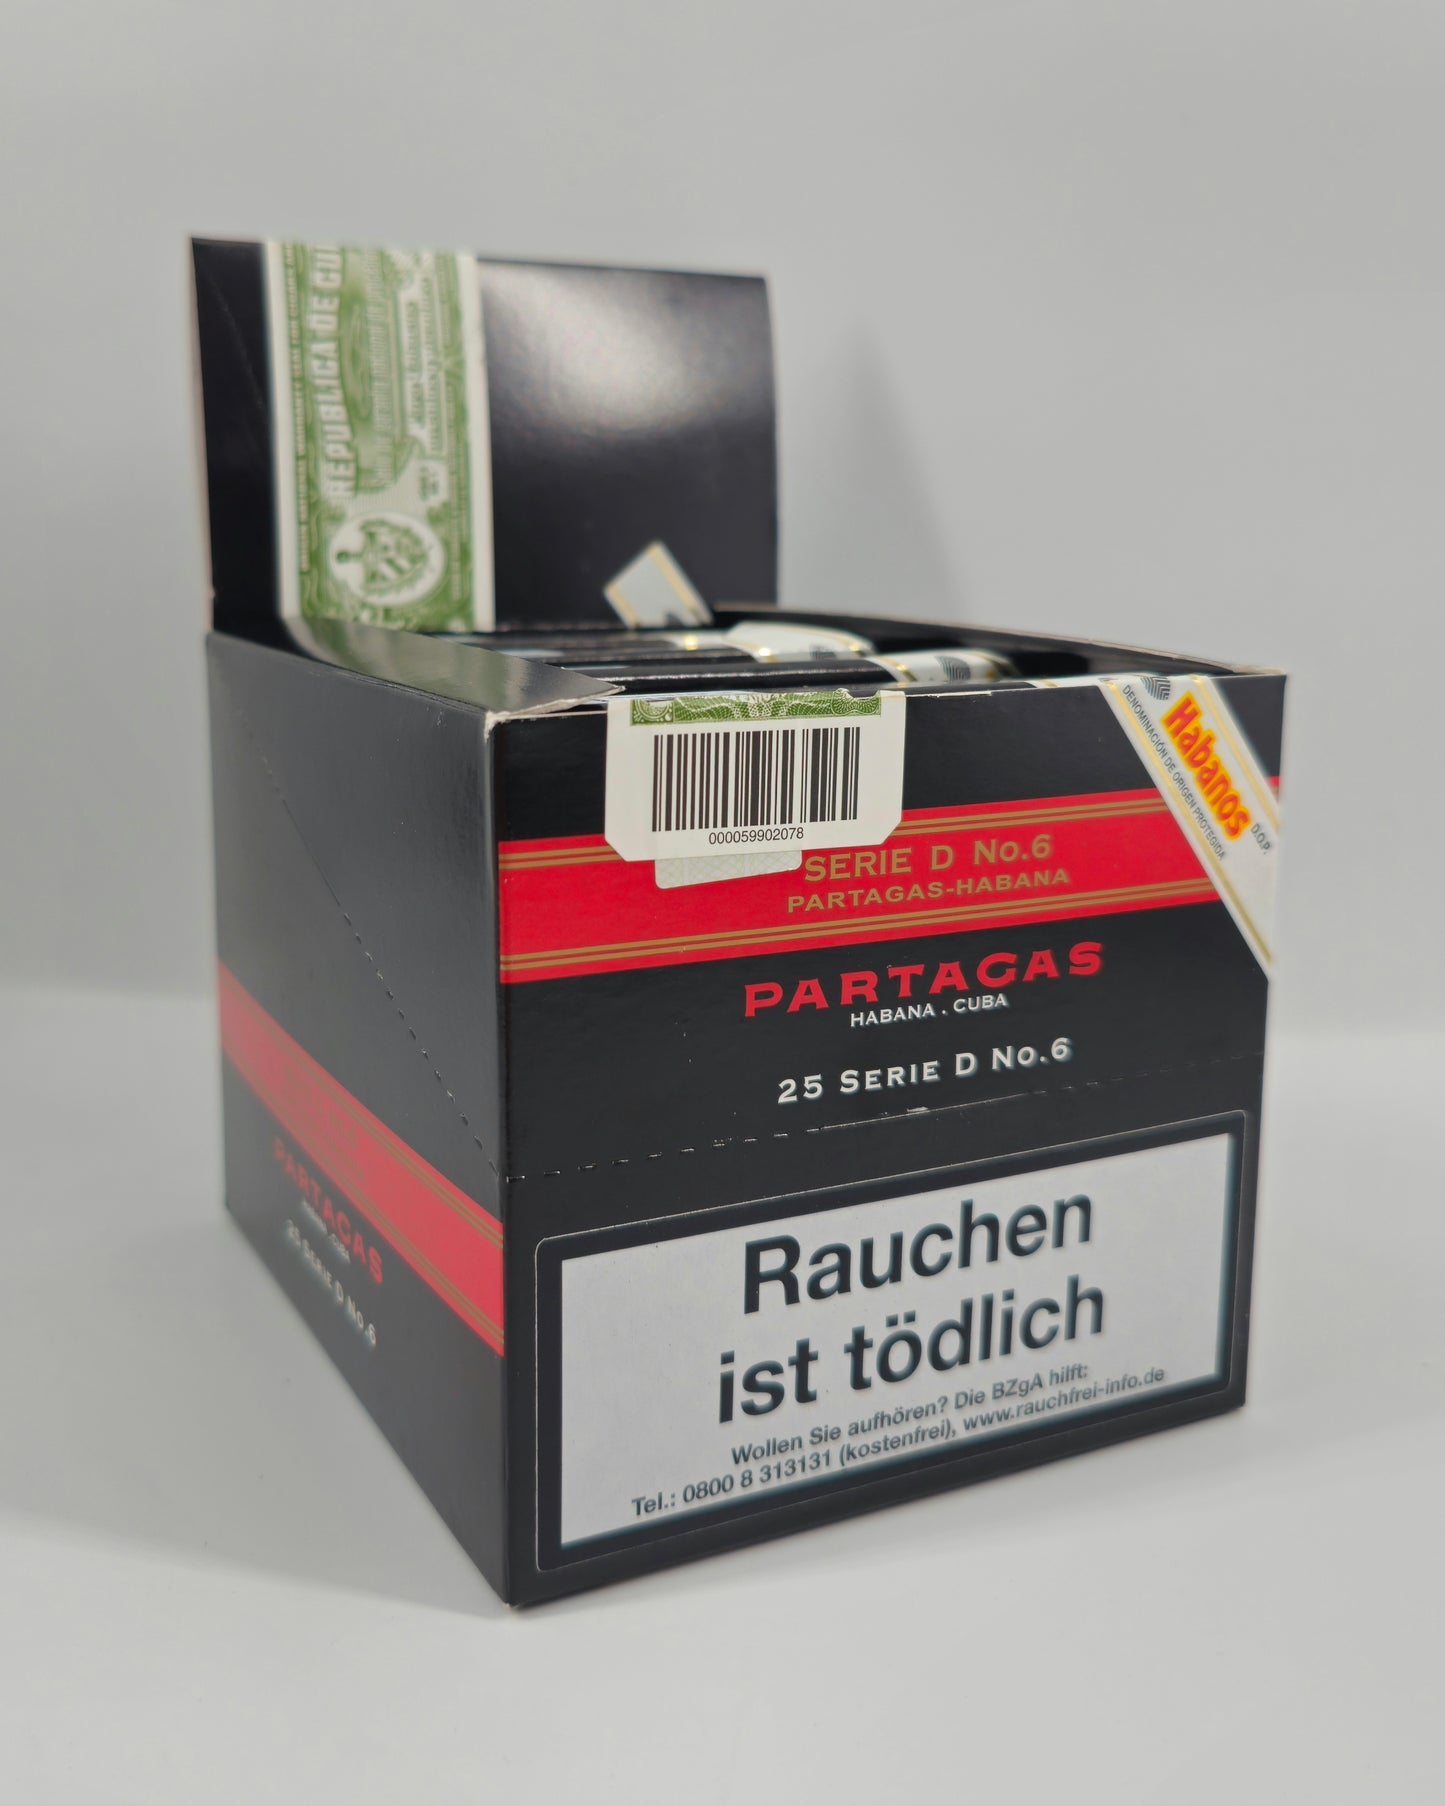 REPUBLICA DE CU
000059902078
Habanos
DENOMINACIÓN DE ORIGEN PROTEGIDA
D.O.P.
SERIE D No.6
PARTAGAS-HABANA
PARTAGAS
HABANA . CUBA
25 SERIE D No.6
Rauchen
ist tödlich
Wollen Sie aufhören? Die BZgA hilft:
Tel.: 0800 8 313131 (kostenfrei), www.rauchfrei-info.de
PARTAGAS
HABANA . CUBA
25 SERIE D No.6